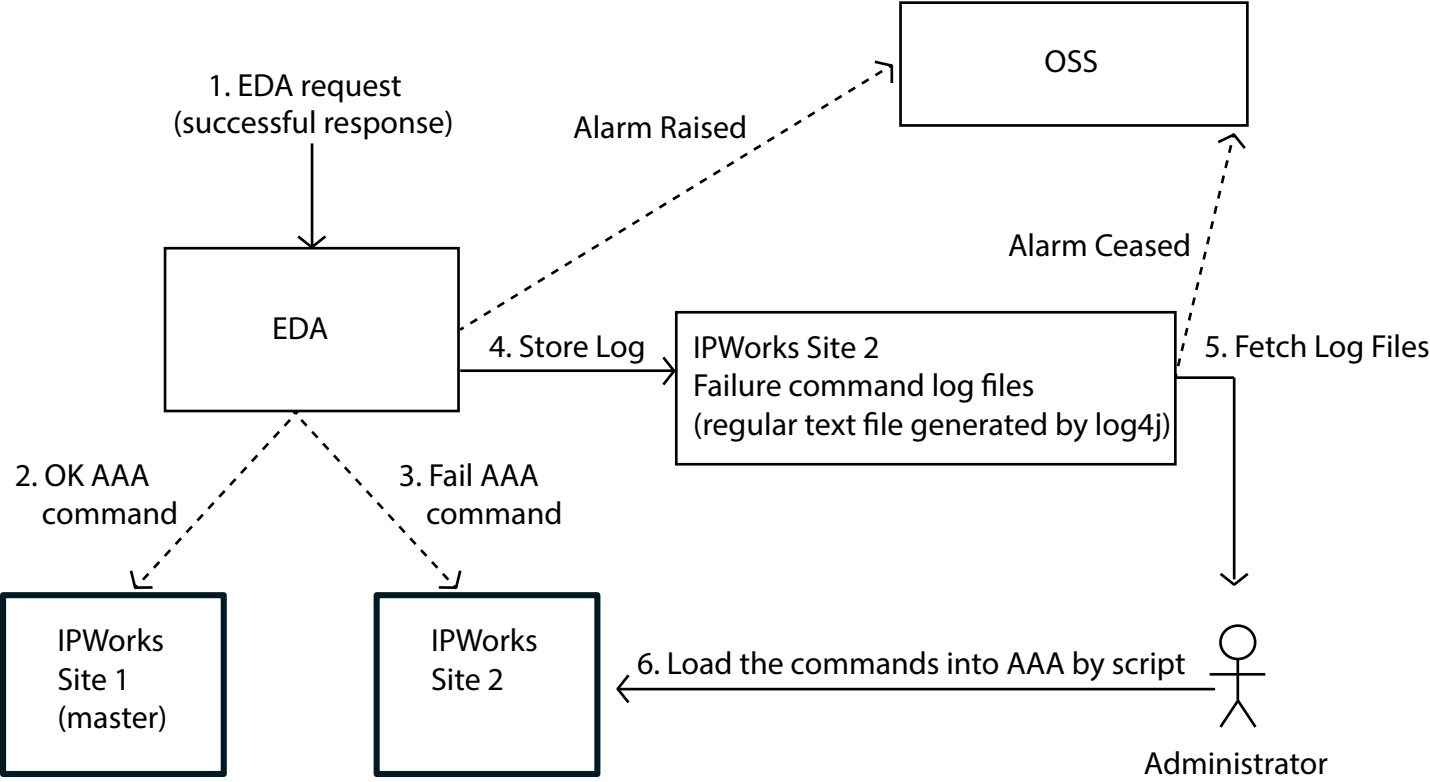 OSS
1. EDA request
(successful response)
Alarm Raised
Alarm Ceased
EDA
4. Store Log
IPWorks Site 2
Failure command log files
(regular text file generated by log4j)
5. Fetch Log Files
2. OK AAA
command
3. Fail AAA
command
IPWorks
Site 1
(master)
IPWorks
Site 2
6. Load the commands into AAA by script
Administrator